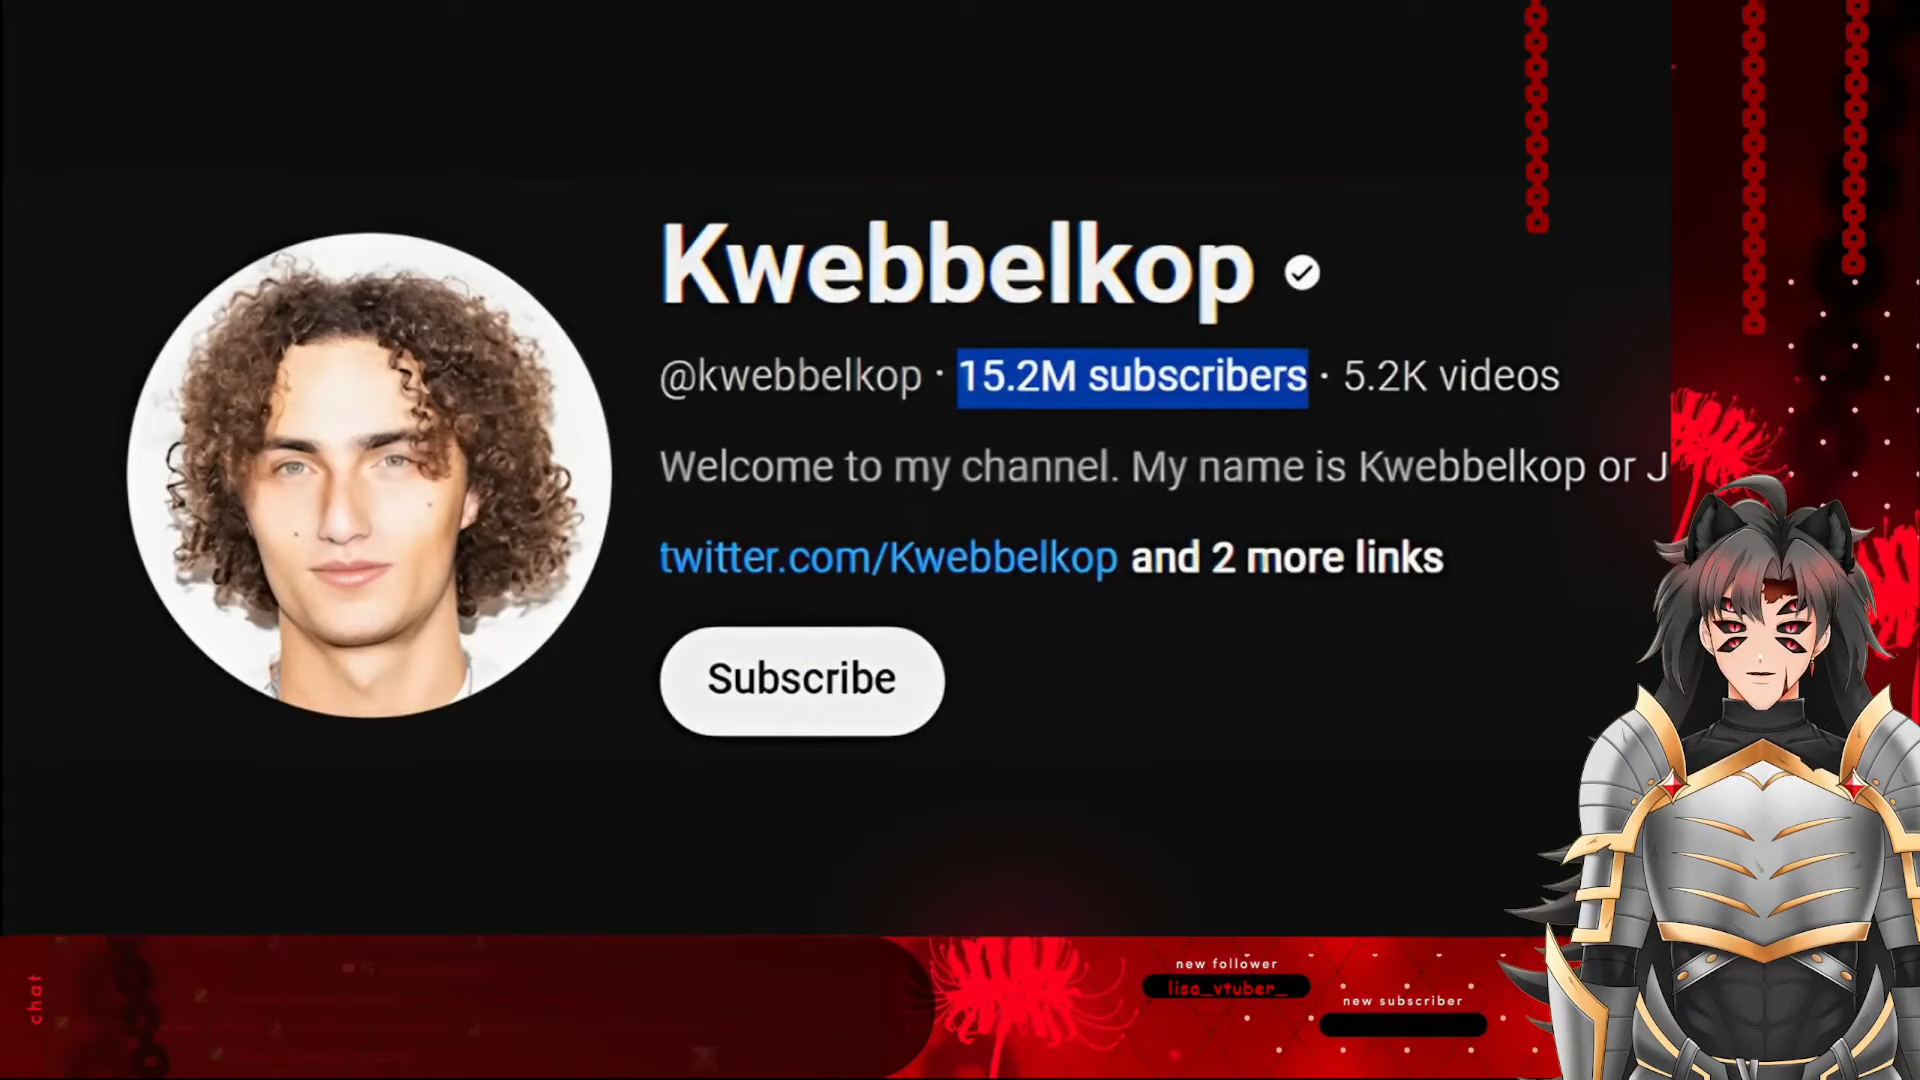 Kwebbelkop
@kwebbelkop · 15.2M subscribers · 5.2K videos
Welcome to my channel. My name is Kwebbelkop or J
twitter.com/Kwebbelkop and 2 more links
Subscribe
chat
new follower
lisa_vtuber_
new subscriber